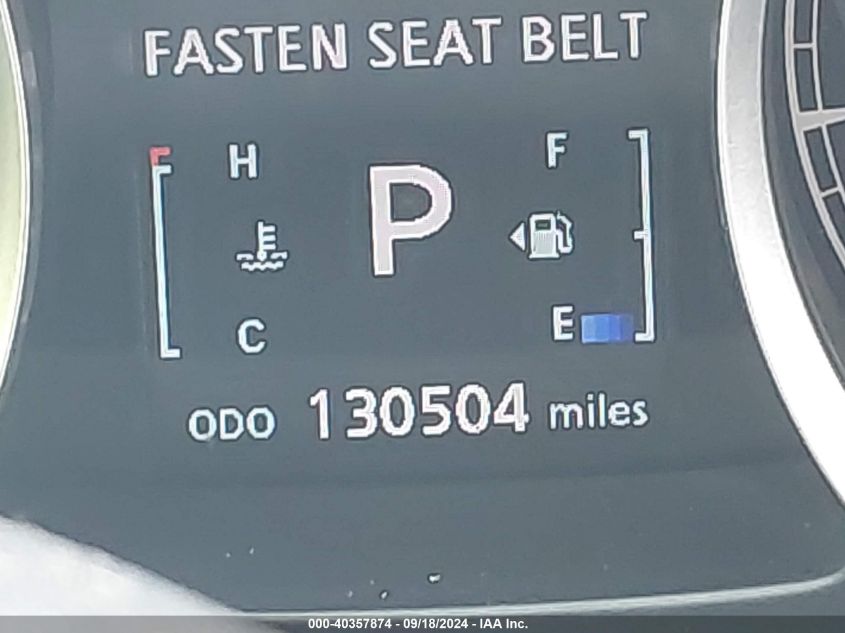 FASTEN SEAT BELT
H F
P
C E
ODO 130504 miles
000-40357874 - 09/18/2024 - IAA Inc.